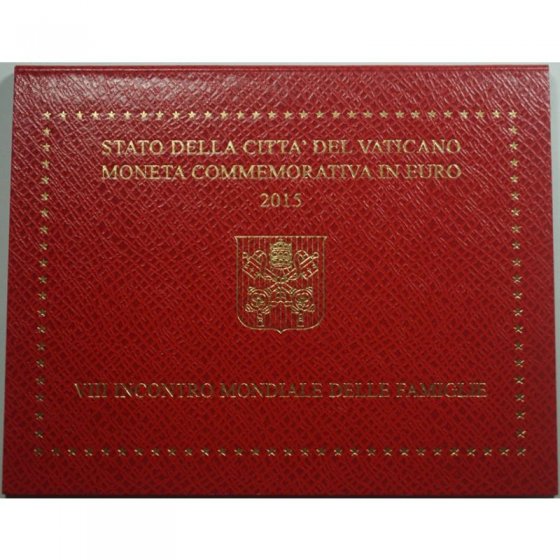 STATO DELLA CITTA' DEL VATICANO
MONETA COMMEMORATIVA IN EURO
2015
VIII INCONTRO MONDIALE DELLE FAMIGLIE